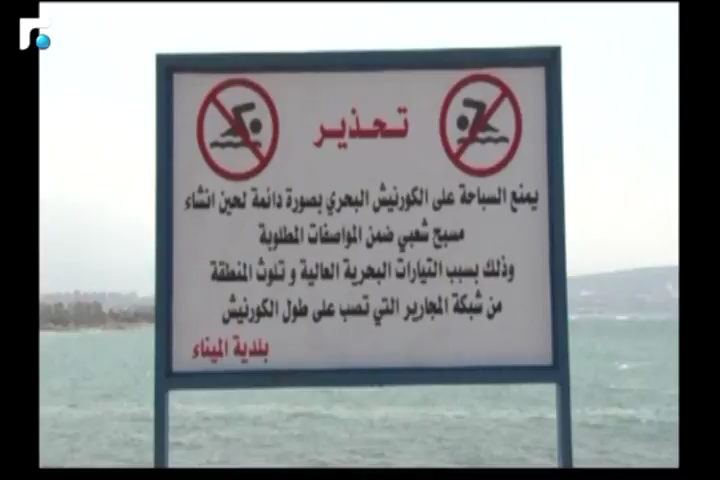 تحذير
يمنع السباحة على الكورنيش البحري بصورة دائمة لحين انشاء
مسبح شعبي ضمن المواصفات المطلوبة
وذلك بسبب التيارات البحرية العالية و تلوث المنطقة
من شبكة المجارير التي تصب على طول الكورنيش
بلدية الميناء